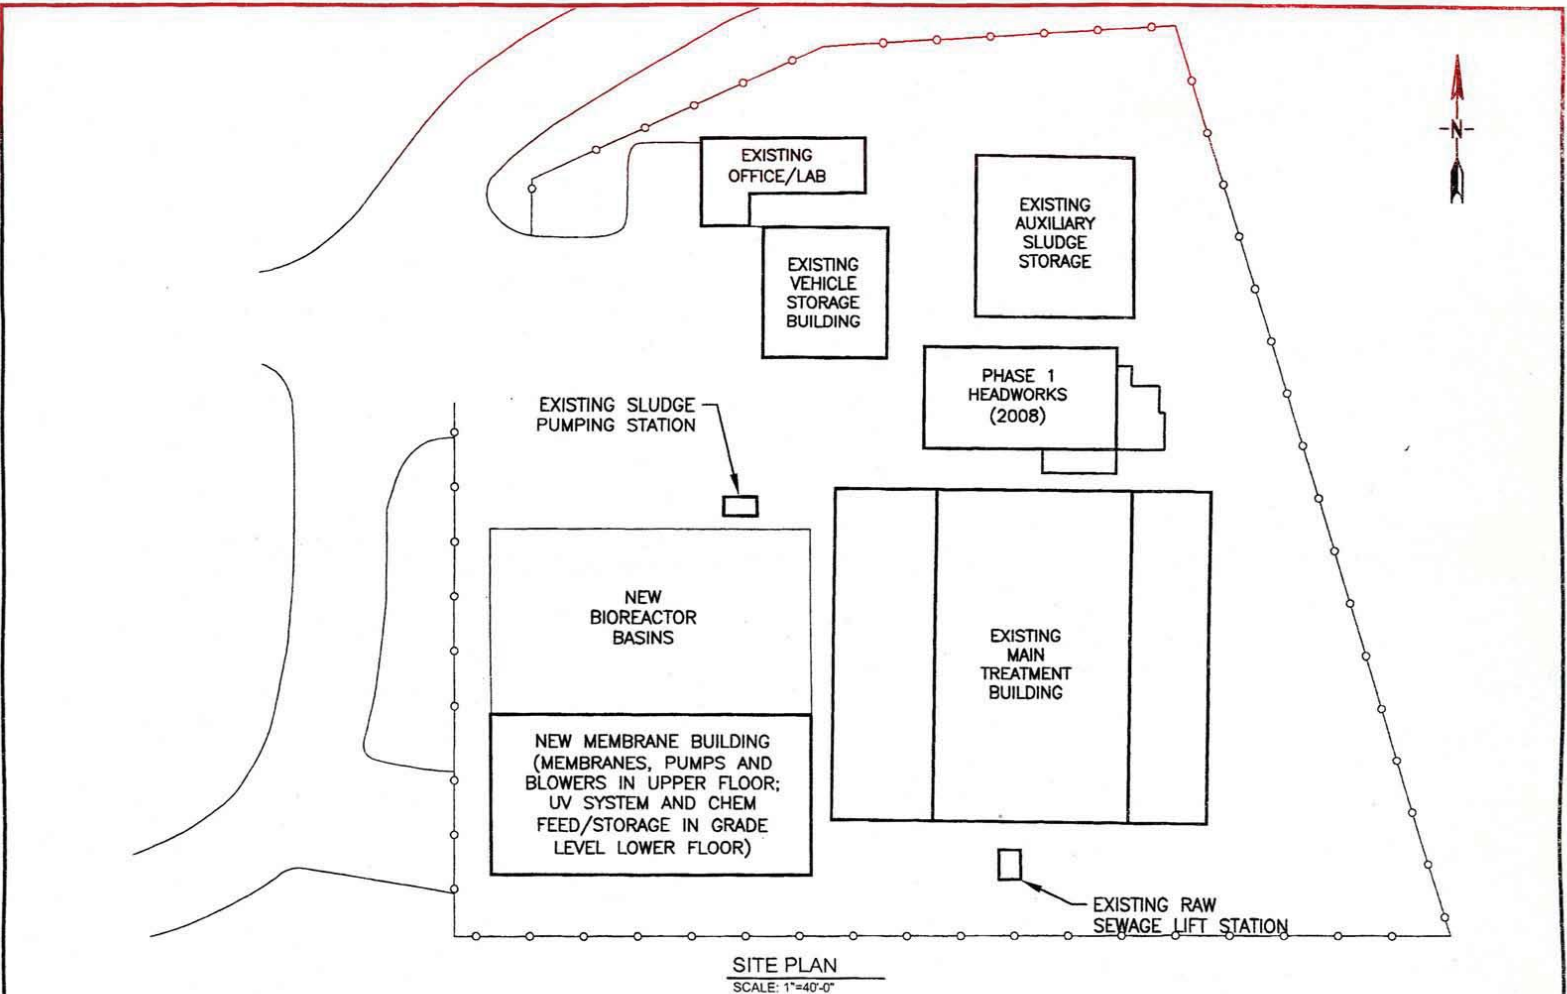 -N-
EXISTING
OFFICE/LAB
EXISTING
AUXILIARY
SLUDGE
STORAGE
EXISTING
VEHICLE
STORAGE
BUILDING
PHASE 1
HEADWORKS
(2008)
EXISTING SLUDGE
PUMPING STATION
NEW
BIOREACTOR
BASINS
EXISTING
MAIN
TREATMENT
BUILDING
NEW MEMBRANE BUILDING
(MEMBRANES, PUMPS AND
BLOWERS IN UPPER FLOOR;
UV SYSTEM AND CHEM
FEED/STORAGE IN GRADE
LEVEL LOWER FLOOR)
EXISTING RAW
SEWAGE LIFT STATION
SITE PLAN
SCALE: 1"=40'-0"